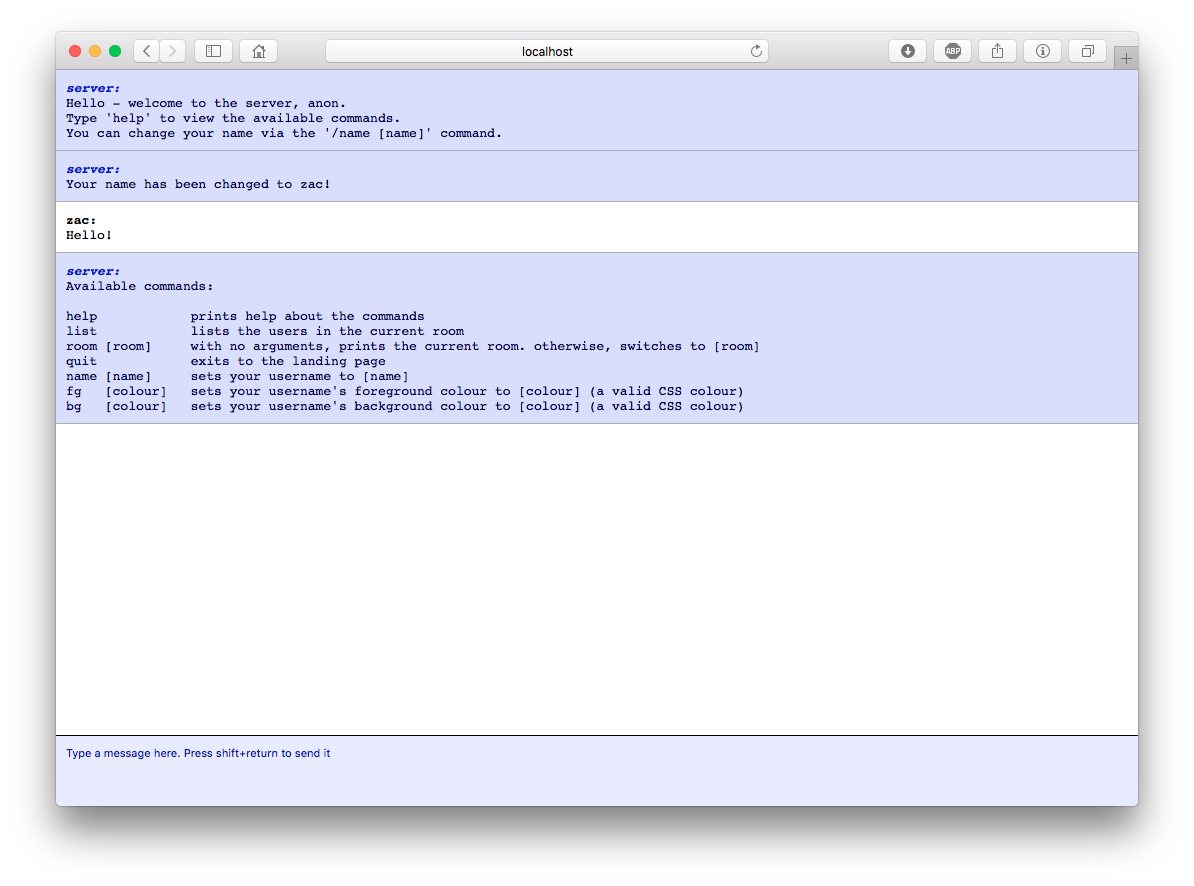 localhost
ABP
server:
Hello - welcome to the server, anon.
Type 'help' to view the available commands.
You can change your name via the '/name [name]' command.
server:
Your name has been changed to zac!
zac:
Hello!
server:
Available commands:
help            prints help about the commands
list            lists the users in the current room
room [room]     with no arguments, prints the current room. otherwise, switches to [room]
quit            exits to the landing page
name [name]     sets your username to [name]
fg   [colour]   sets your username's foreground colour to [colour] (a valid CSS colour)
bg   [colour]   sets your username's background colour to [colour] (a valid CSS colour)
Type a message here. Press shift+return to send it